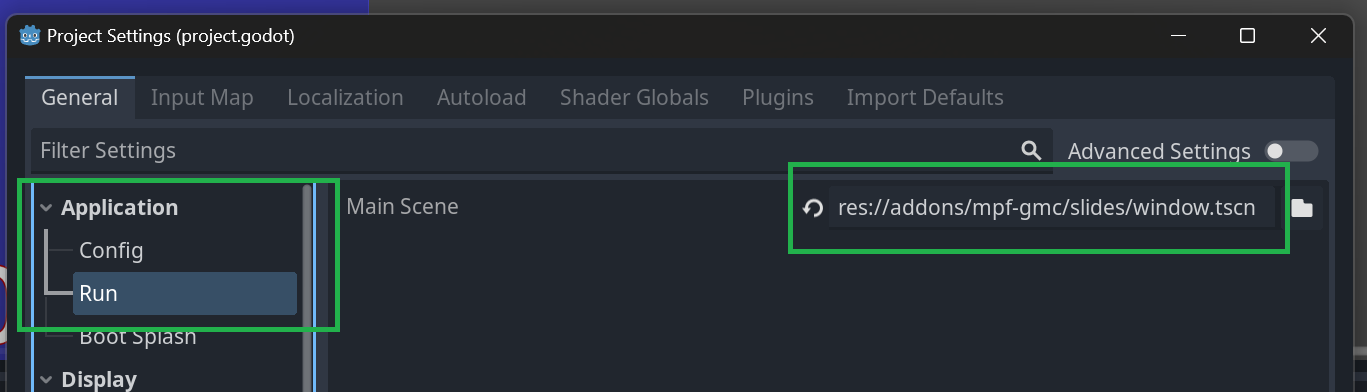 Project Settings (project.godot)
General Input Map Localization Autoload Shader Globals Plugins Import Defaults
Filter Settings Advanced Settings
Application
Main Scene res://addons/mpf-gmc/slides/window.tscn
Config
Run
Boot Splash
Display